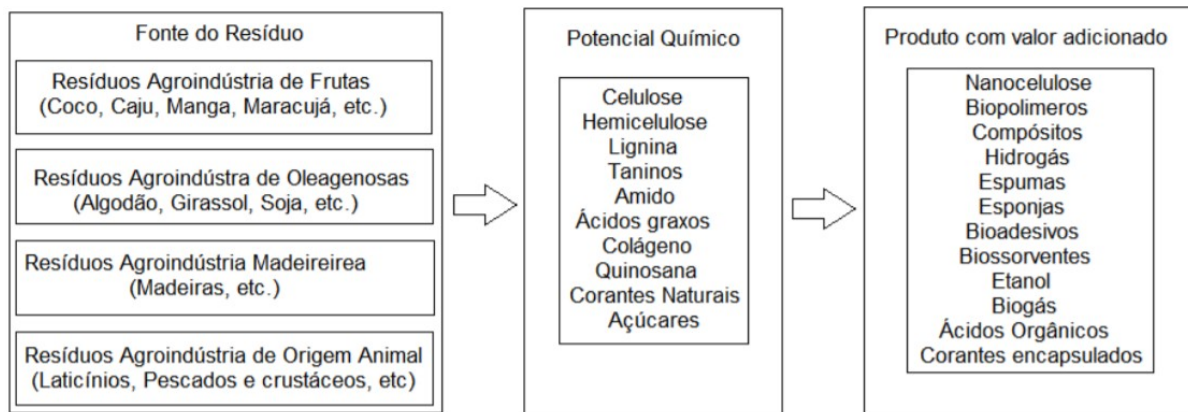 Fonte do Resíduo
Resíduos Agroindústria de Frutas
(Coco, Caju, Manga, Maracujá, etc.)
Resíduos Agroindústra de Oleagenosas
(Algodão, Girassol, Soja, etc.)
Resíduos Agroindústria Madeireirea
(Madeiras, etc.)
Resíduos Agroindústria de Origem Animal
(Laticínios, Pescados e crustáceos, etc)
Potencial Químico
Celulose
Hemicelulose
Lignina
Taninos
Amido
Ácidos graxos
Colágeno
Quinosana
Corantes Naturais
Açúcares
Produto com valor adicionado
Nanocelulose
Biopolimeros
Compósitos
Hidrogás
Espumas
Esponjas
Bioadesivos
Biossorventes
Etanol
Biogás
Ácidos Orgânicos
Corantes encapsulados